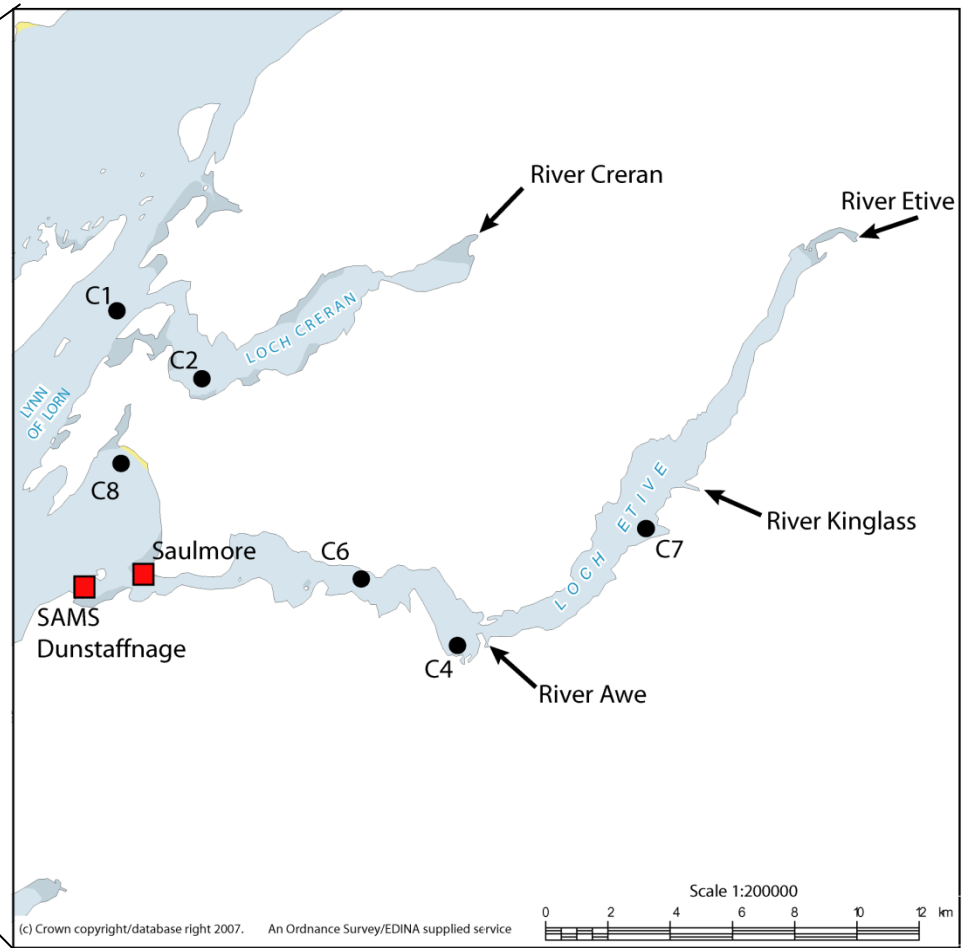 River Creran
River Etive
C1
LOCH CRERAN
C2
LYNN
OF LORN
C8
LOCH ETIVE
River Kinglass
C7
Saulmore
C6
SAMS
Dunstaffnage
C4
River Awe
Scale 1:200000
0 2 4 6 8 10 12 km
(c) Crown copyright/database right 2007. An Ordnance Survey/EDINA supplied service